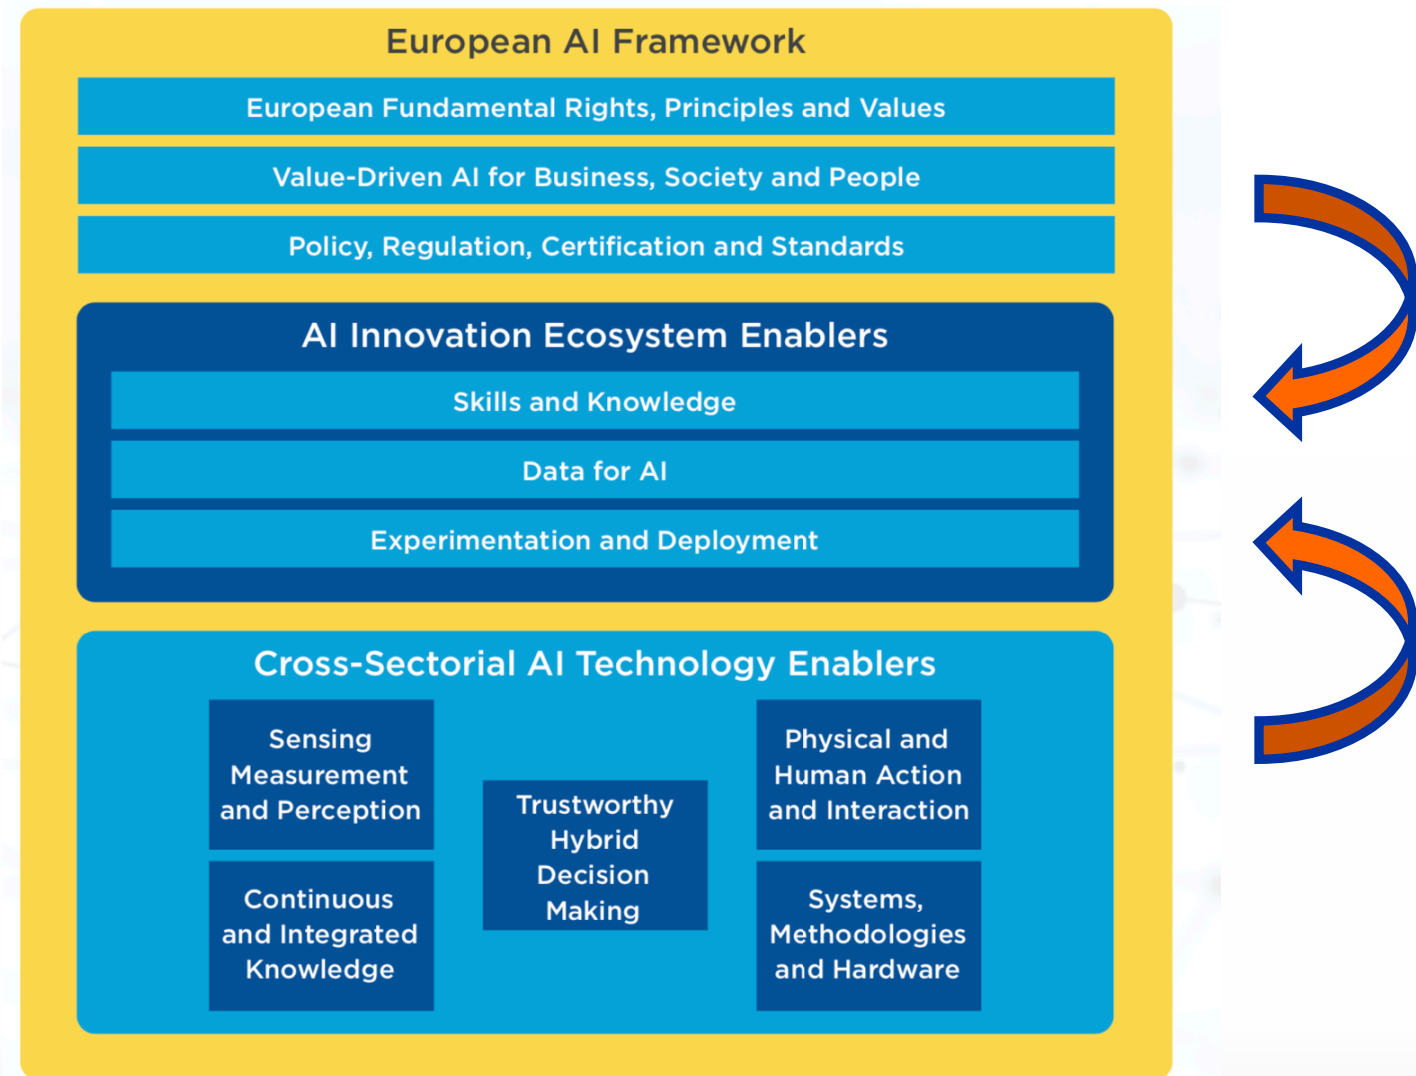 European AI Framework
European Fundamental Rights, Principles and Values
Value-Driven AI for Business, Society and People
Policy, Regulation, Certification and Standards
AI Innovation Ecosystem Enablers
Skills and Knowledge
Data for AI
Experimentation and Deployment
Cross-Sectorial AI Technology Enablers
Sensing
Measurement
and Perception
Continuous
and Integrated
Knowledge
Trustworthy
Hybrid
Decision
Making
Physical and
Human Action
and Interaction
Systems,
Methodologies
and Hardware